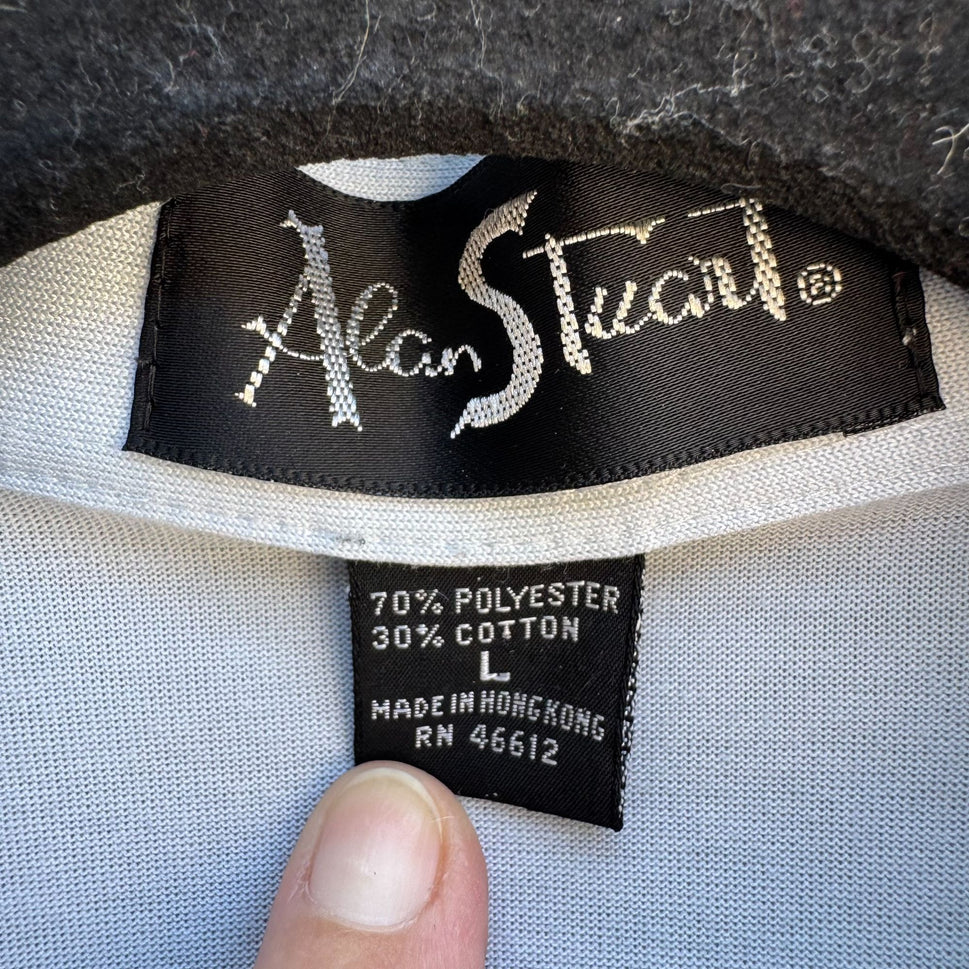 Alan Stuart ®
70% POLYESTER
30% COTTON
L
MADE IN HONG KONG
RN 46612